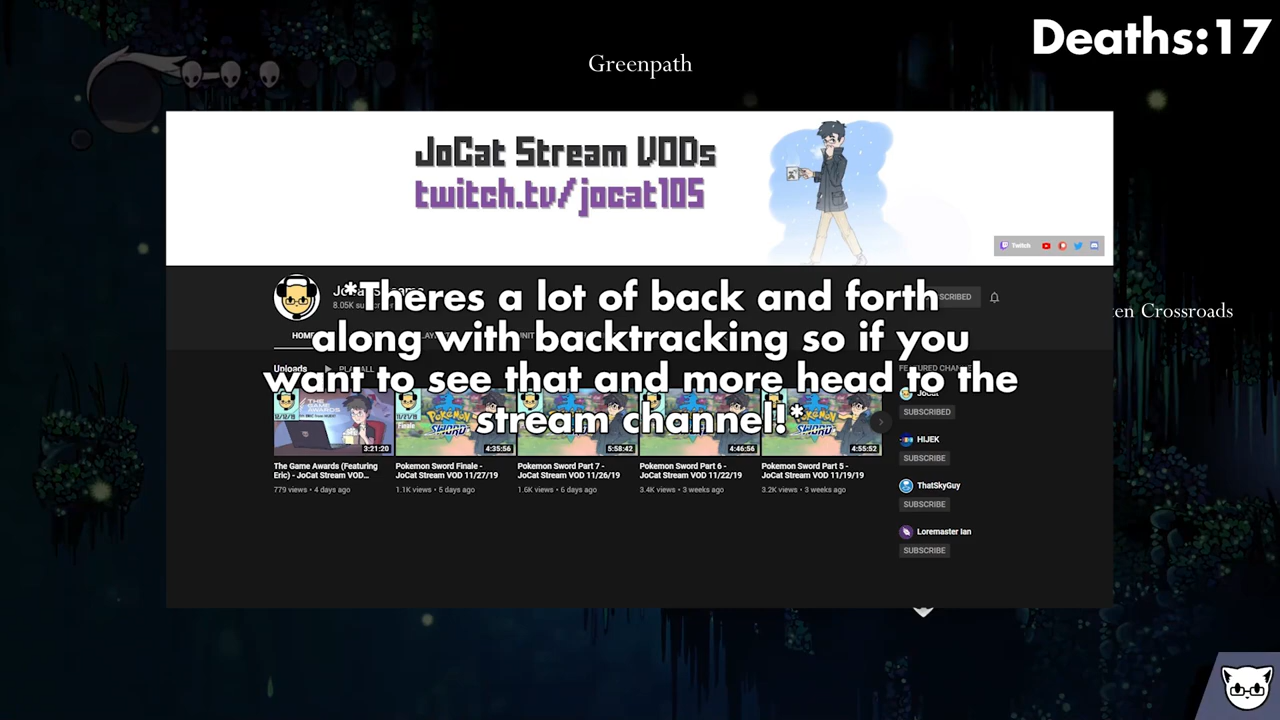 Deaths:17
Greenpath
JoCat Stream VODs
twitch.tv/jocat105
Twitch
*Theres a lot of back and forth
along with backtracking so if you
want to see that and more head to the
stream channel!*
8.05K
Crossroads
Uploads
The Game Awards (Featuring
Eric) - JoCat Stream VOD...
779 views • 4 days ago
3:21:20
Pokemon Sword Finale -
JoCat Stream VOD 11/27/19
1.1K views • 5 days ago
4:35:56
Pokemon Sword Part 7 -
JoCat Stream VOD 11/26/19
1.6K views • 6 days ago
5:58:42
Pokemon Sword Part 6 -
JoCat Stream VOD 11/22/19
3.4K views • 3 weeks ago
4:46:56
Pokemon Sword Part 5 -
JoCat Stream VOD 11/19/19
3.2K views • 3 weeks ago
4:55:52
JoCat
SUBSCRIBED
HIJEK
SUBSCRIBE
ThatSkyGuy
SUBSCRIBE
Loremaster Ian
SUBSCRIBE